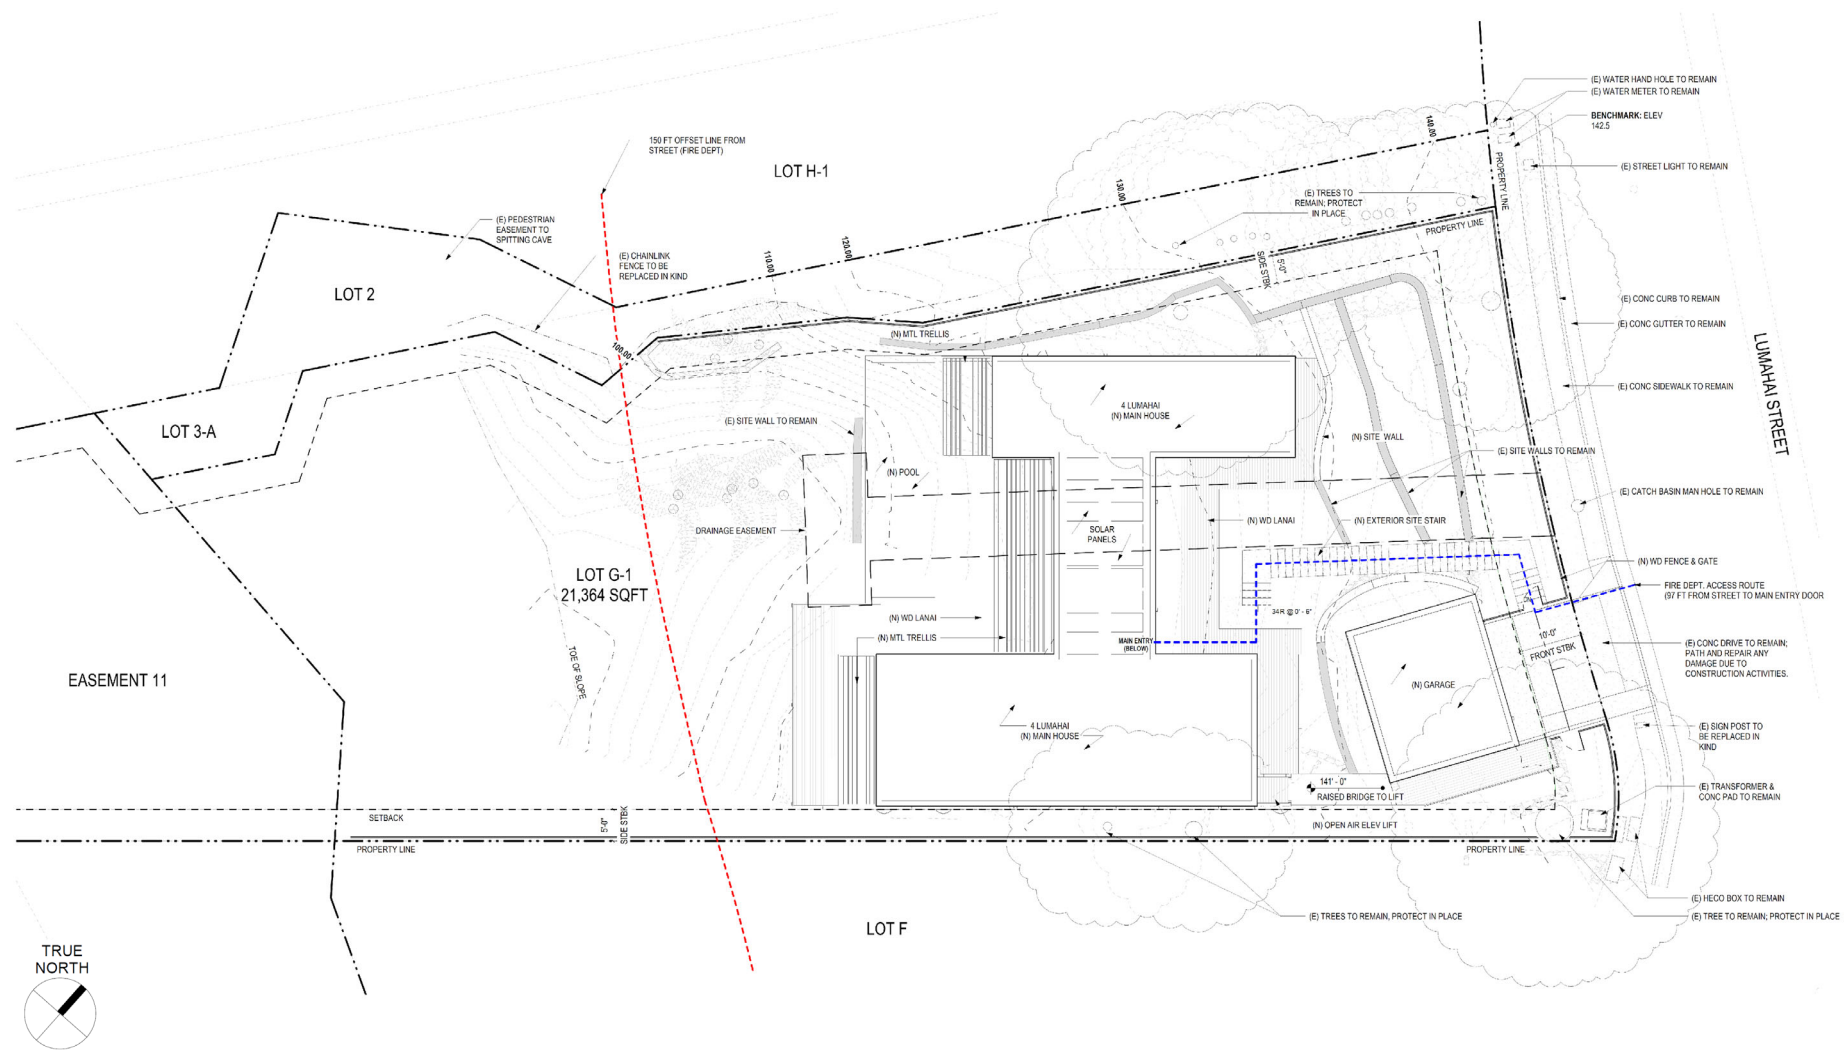 (E) WATER HAND HOLE TO REMAIN
(E) WATER METER TO REMAIN
BENCHMARK: ELEV
142.5
140.00
150 FT OFFSET LINE FROM
STREET (FIRE DEPT)
LOT H-1
PROPERTY LINE
(E) STREET LIGHT TO REMAIN
130.00
(E) TREES TO
REMAIN; PROTECT
IN PLACE
(E) PEDESTRIAN
EASEMENT TO
SPITTING CAVE
PROPERTY LINE
120.00
110.00
(E) CHAINLINK
FENCE TO BE
REPLACED IN KIND
SIDE STBK
5'-0"
LOT 2
(E) CONC CURB TO REMAIN
(E) CONC GUTTER TO REMAIN
(N) MTL TRELLIS
100.00
LUMAHAI STREET
(E) CONC SIDEWALK TO REMAIN
4 LUMAHAI
(N) MAIN HOUSE
LOT 3-A
(E) SITE WALL TO REMAIN
(N) SITE WALL
(E) SITE WALLS TO REMAIN
(N) POOL
(E) CATCH BASIN MAN HOLE TO REMAIN
DRAINAGE EASEMENT
SOLAR
PANELS
(N) WD LANAI
(N) EXTERIOR SITE STAIR
(N) WD FENCE & GATE
LOT G-1
21,364 SQFT
FIRE DEPT. ACCESS ROUTE
(97 FT FROM STREET TO MAIN ENTRY DOOR
34R @ 0' - 6"
(N) WD LANAI
(N) MTL TRELLIS
MAIN ENTRY
(BELOW)
10'-0"
FRONT STBK
(E) CONC DRIVE TO REMAIN;
PATH AND REPAIR ANY
DAMAGE DUE TO
CONSTRUCTION ACTIVITIES.
TOE OF SLOPE
EASEMENT 11
(N) GARAGE
4 LUMAHAI
(N) MAIN HOUSE
(E) SIGN POST TO
BE REPLACED IN
KIND
141' - 0"
RAISED BRIDGE TO LIFT
(E) TRANSFORMER &
CONC PAD TO REMAIN
SETBACK
5'-0"
SIDE STBK
(N) OPEN AIR ELEV LIFT
PROPERTY LINE
PROPERTY LINE
(E) HECO BOX TO REMAIN
(E) TREES TO REMAIN, PROTECT IN PLACE
(E) TREE TO REMAIN; PROTECT IN PLACE
LOT F
TRUE
NORTH